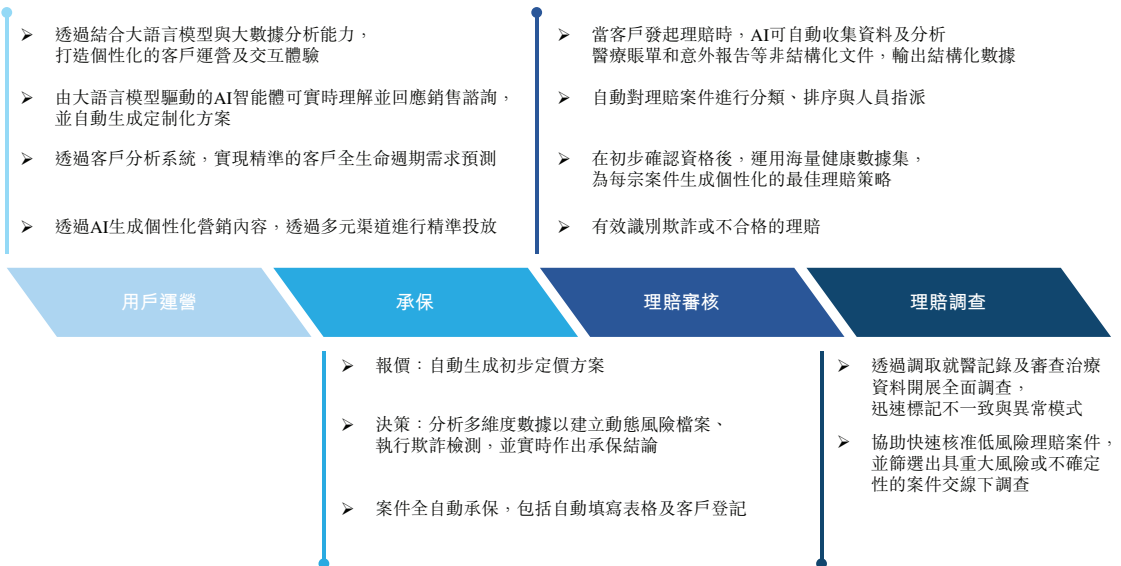 透過結合大語言模型與大數據分析能力，
打造個性化的客戶運營及交互體驗
由大語言模型驅動的AI智能體可實時理解並回應銷售諮詢，
並自動生成定制化方案
透過客戶分析系統，實現精準的客戶全生命週期需求預測
透過AI生成個性化營銷內容，透過多元渠道進行精準投放
當客戶發起理賠時，AI可自動收集資料及分析
醫療賬單和意外報告等非結構化文件，輸出結構化數據
自動對理賠案件進行分類、排序與人員指派
在初步確認資格後，運用海量健康數據集，
為每宗案件生成個性化的最佳理賠策略
有效識別欺詐或不合格的理賠
用戶運營
承保
理賠審核
理賠調查
報價：自動生成初步定價方案
決策：分析多維度數據以建立動態風險檔案、
執行欺詐檢測，並實時作出承保結論
案件全自動承保，包括自動填寫表格及客戶登記
透過調取就醫記錄及審查治療
資料開展全面調查，
迅速標記不一致與異常模式
協助快速核准低風險理賠案件，
並篩選出具重大風險或不確定
性的案件交線下調查